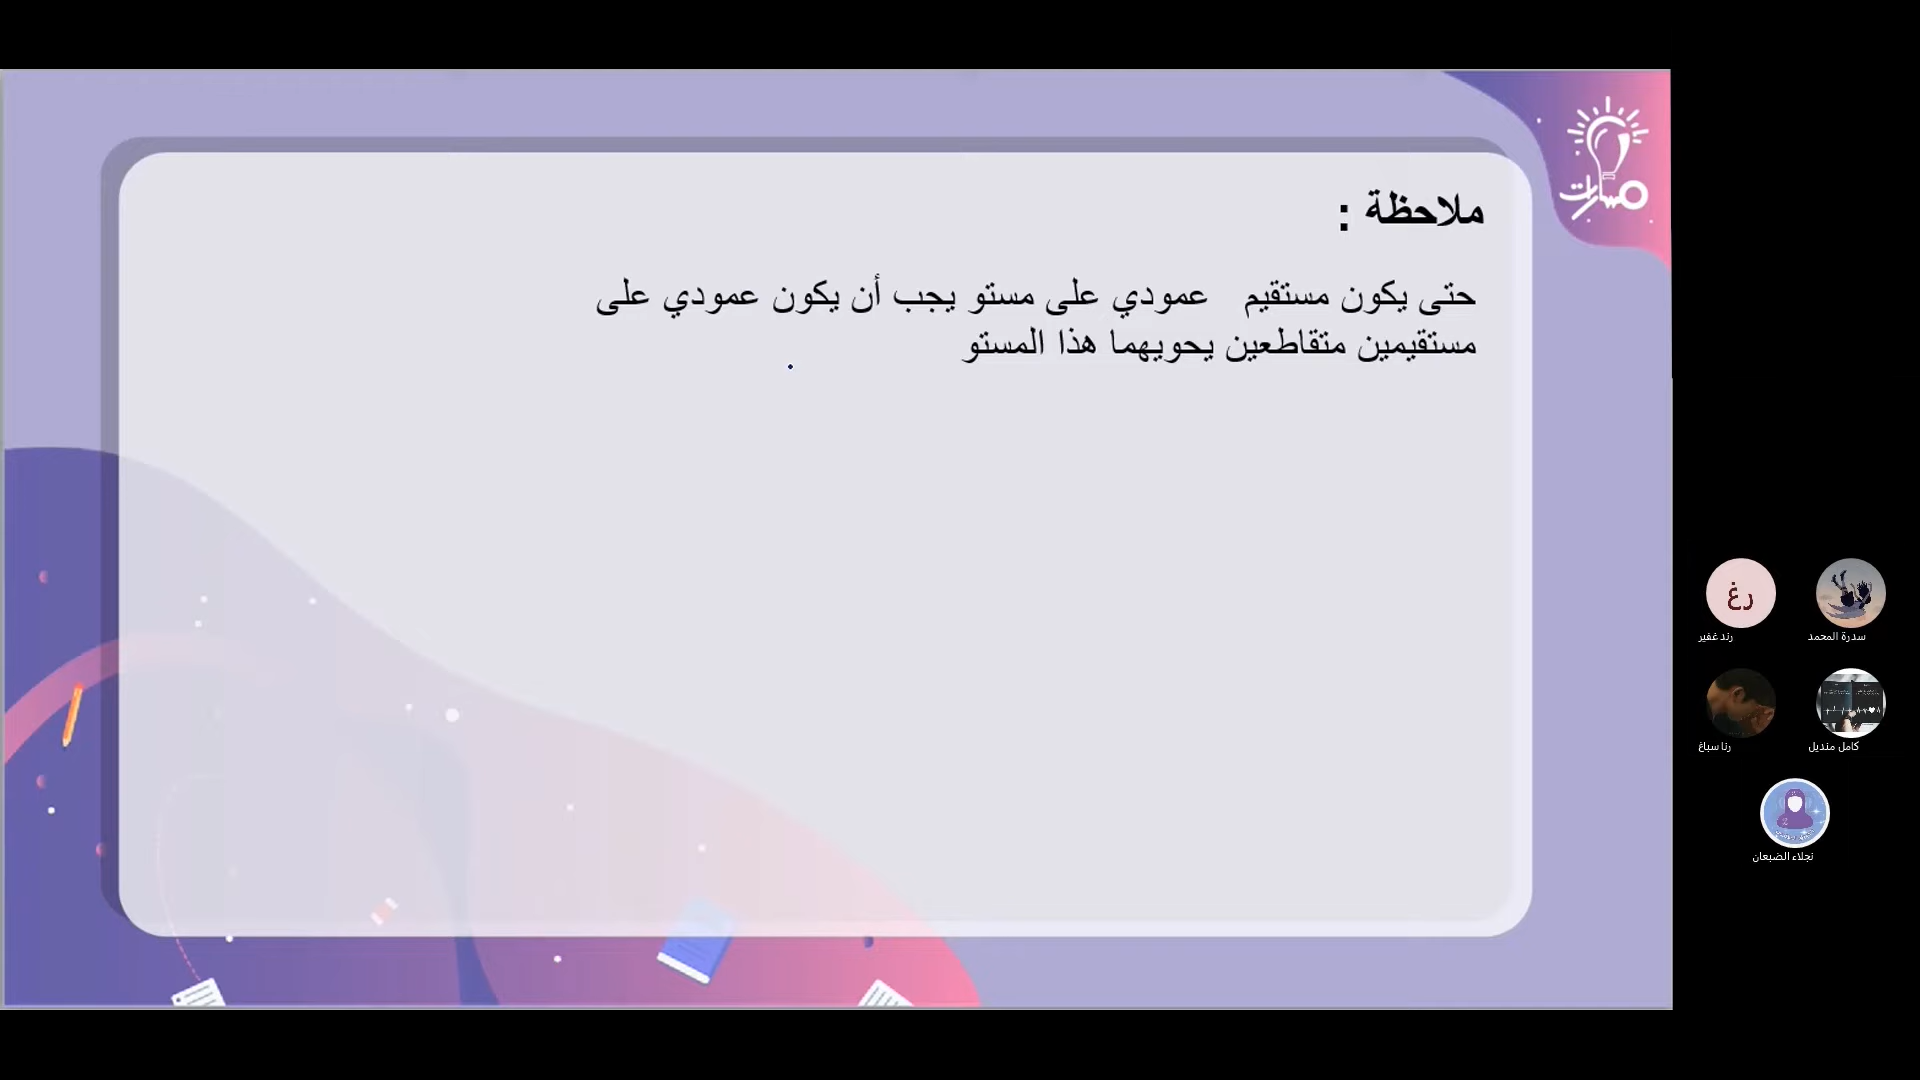 مسارات
ملاحظة :
حتى يكون مستقيم عمودي على مستو يجب أن يكون عمودي على
مستقيمين متقاطعين يحويهما هذا المستو
رغ
رند غفير
سدرة المحمد
رنا سباغ
كامل منديل
نجلاء الضبعان